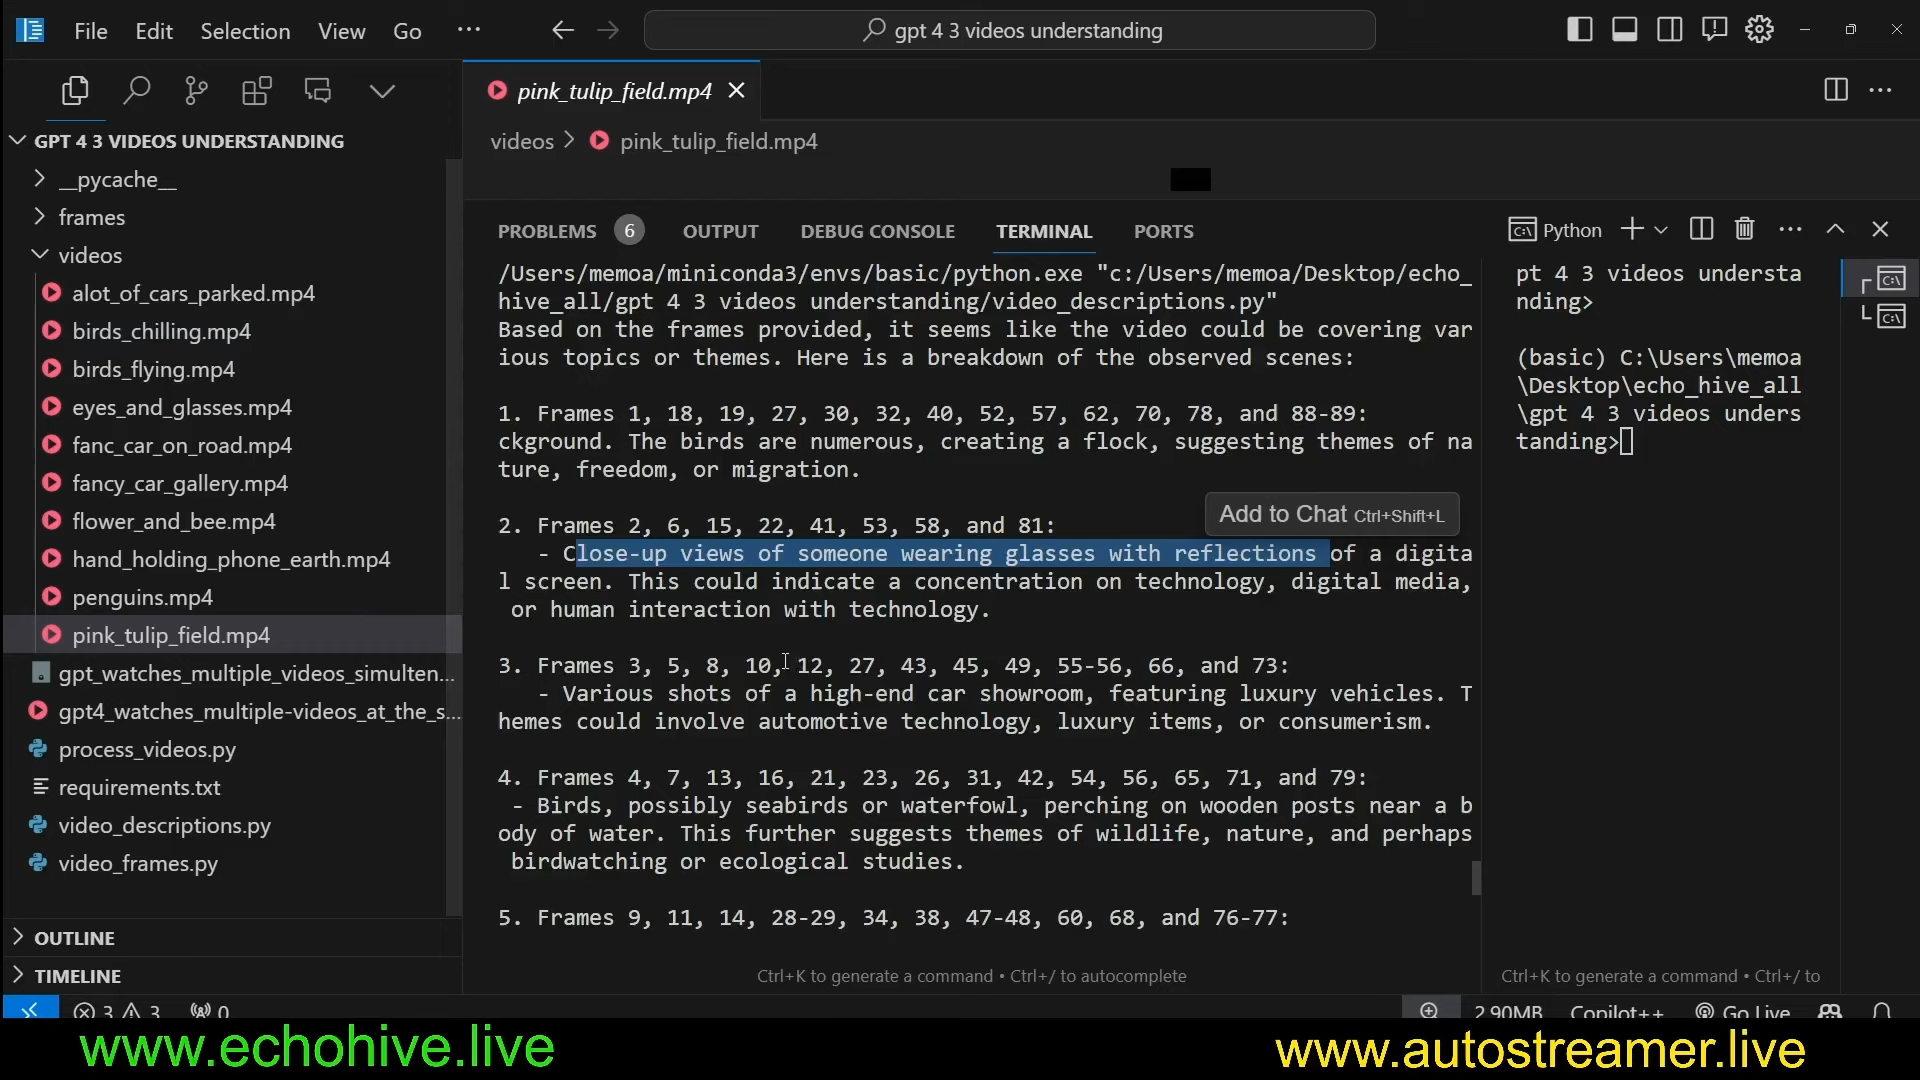 File Edit Selection View Go ··· gpt 4 3 videos understanding
pink_tulip_field.mp4
GPT 4 3 VIDEOS UNDERSTANDING
videos > pink_tulip_field.mp4
__pycache__
frames
videos
alot_of_cars_parked.mp4
birds_chilling.mp4
birds_flying.mp4
eyes_and_glasses.mp4
fanc_car_on_road.mp4
fancy_car_gallery.mp4
flower_and_bee.mp4
hand_holding_phone_earth.mp4
penguins.mp4
pink_tulip_field.mp4
gpt_watches_multiple_videos_simulten...
gpt4_watches_multiple-videos_at_the_s...
process_videos.py
requirements.txt
video_descriptions.py
video_frames.py
OUTLINE
TIMELINE
PROBLEMS 6 OUTPUT DEBUG CONSOLE TERMINAL PORTS Python
/Users/memoa/miniconda3/envs/basic/python.exe "c:/Users/memoa/Desktop/echo_
hive_all/gpt 4 3 videos understanding/video_descriptions.py"
Based on the frames provided, it seems like the video could be covering var
ious topics or themes. Here is a breakdown of the observed scenes:
1. Frames 1, 18, 19, 27, 30, 32, 40, 52, 57, 62, 70, 78, and 88-89:
ckground. The birds are numerous, creating a flock, suggesting themes of na
ture, freedom, or migration.
Add to Chat Ctrl+Shift+L
2. Frames 2, 6, 15, 22, 41, 53, 58, and 81:
- Close-up views of someone wearing glasses with reflections of a digita
l screen. This could indicate a concentration on technology, digital media,
or human interaction with technology.
3. Frames 3, 5, 8, 10, 12, 27, 43, 45, 49, 55-56, 66, and 73:
- Various shots of a high-end car showroom, featuring luxury vehicles. T
hemes could involve automotive technology, luxury items, or consumerism.
4. Frames 4, 7, 13, 16, 21, 23, 26, 31, 42, 54, 56, 65, 71, and 79:
- Birds, possibly seabirds or waterfowl, perching on wooden posts near a b
ody of water. This further suggests themes of wildlife, nature, and perhaps
birdwatching or ecological studies.
5. Frames 9, 11, 14, 28-29, 34, 38, 47-48, 60, 68, and 76-77:
Ctrl+K to generate a command • Ctrl+/ to autocomplete
pt 4 3 videos understa
nding>
(basic) C:\Users\memoa
\Desktop\echo_hive_all
\gpt 4 3 videos unders
tanding>
Ctrl+K to generate a command • Ctrl+/ to
3 3 0 2.90MB Copilot++ Go Live
www.echohive.live
www.autostreamer.live